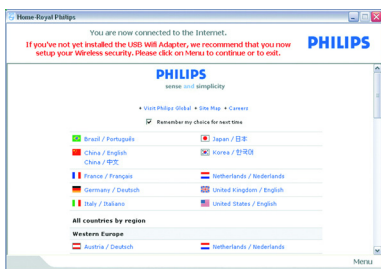 Home-Royal Philips
You are now connected to the Internet.
If you've not yet installed the USB Wifi Adapter, we recommend that you now
setup your Wireless security. Please click on Menu to continue or to exit.
PHILIPS
PHILIPS
sense and simplicity
• Visit Philips Global • Site Map • Careers
Remember my choice for next time
Brazil / Português
Japan /日本
China / English
Korea / 한국어
China / 中文
France / Français
Netherlands / Nederlands
Germany / Deutsch
United Kingdom / English
Italy / Italiano
United States / English
All countries by region
Western Europe
Austria / Deutsch
Netherlands / Nederlands
Menu